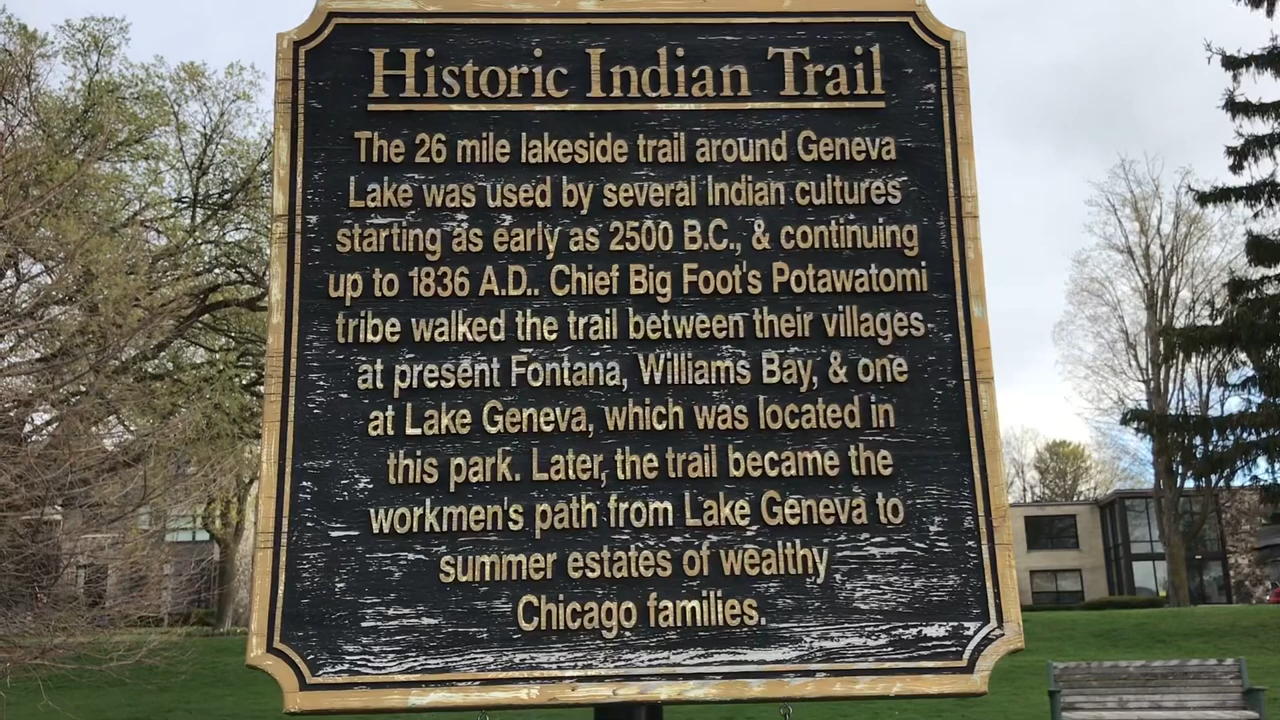 Historic Indian Trail
The 26 mile lakeside trail around Geneva
Lake was used by several Indian cultures
starting as early as 2500 B.C., & continuing
up to 1836 A.D.. Chief Big Foot's Potawatomi
tribe walked the trail between their villages
at present Fontana, Williams Bay, & one
at Lake Geneva, which was located in
this park. Later, the trail became the
workmen's path from Lake Geneva to
summer estates of wealthy
Chicago families.